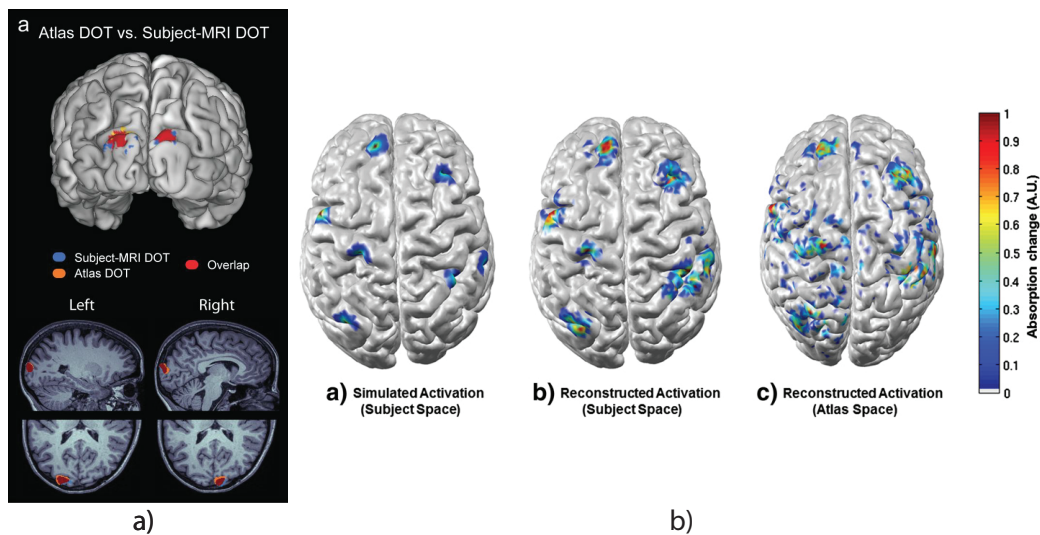 a
Atlas DOT vs. Subject-MRI DOT
Subject-MRI DOT
Atlas DOT
Overlap
Left
Right
a)
a) Simulated Activation
(Subject Space)
b) Reconstructed Activation
(Subject Space)
c) Reconstructed Activation
(Atlas Space)
1
0.9
0.8
0.7
0.6
0.5
0.4
0.3
0.2
0.1
0
Absorption change (A.U.)
b)